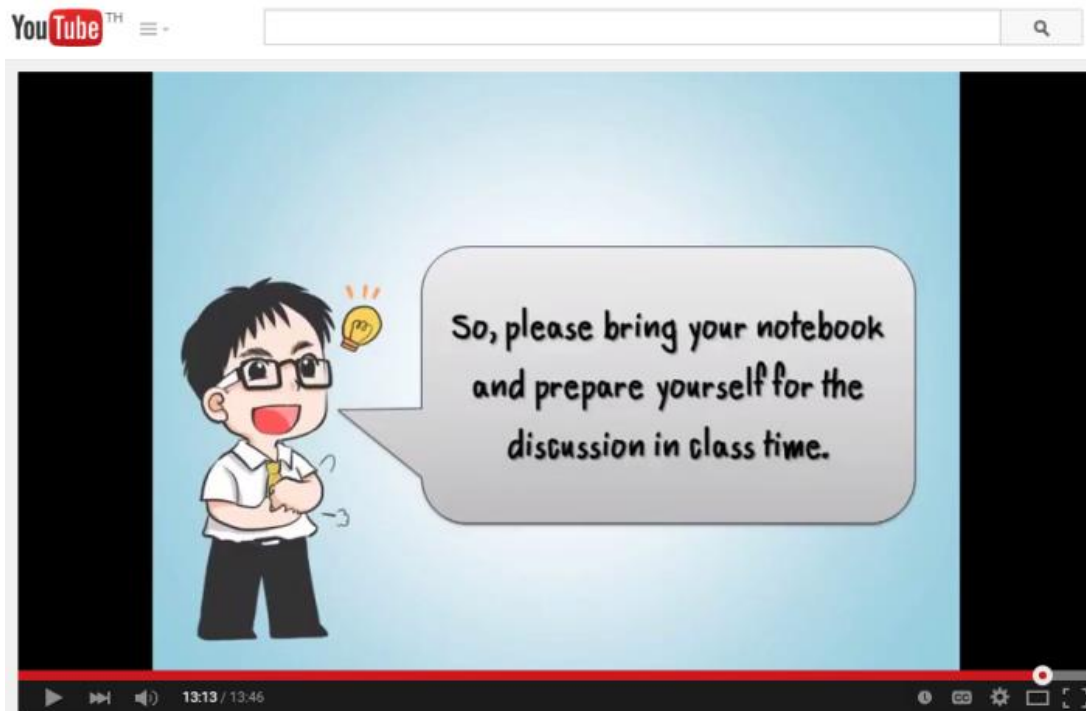 YouTube TH
So, please bring your notebook
and prepare yourself for the
discussion in class time.
13:13 / 13:46
CC